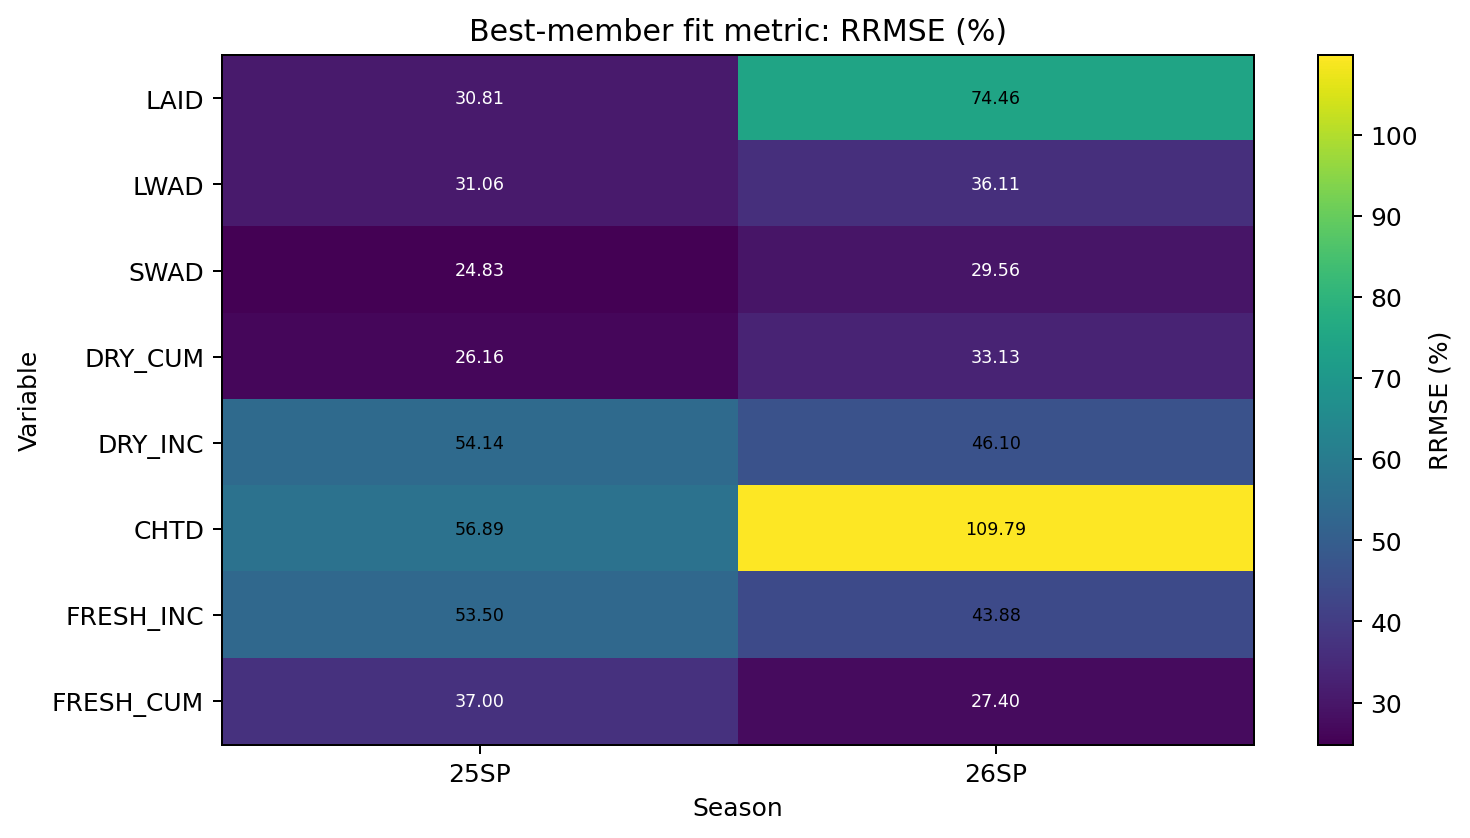 Best-member fit metric: RRMSE (%)
LAID 30.81 74.46
LWAD 31.06 36.11
SWAD 24.83 29.56
DRY_CUM 26.16 33.13
DRY_INC 54.14 46.10
CHTD 56.89 109.79
FRESH_INC 53.50 43.88
FRESH_CUM 37.00 27.40
25SP 26SP
Season
Variable
100
90
80
70
60
50
40
30
RRMSE (%)